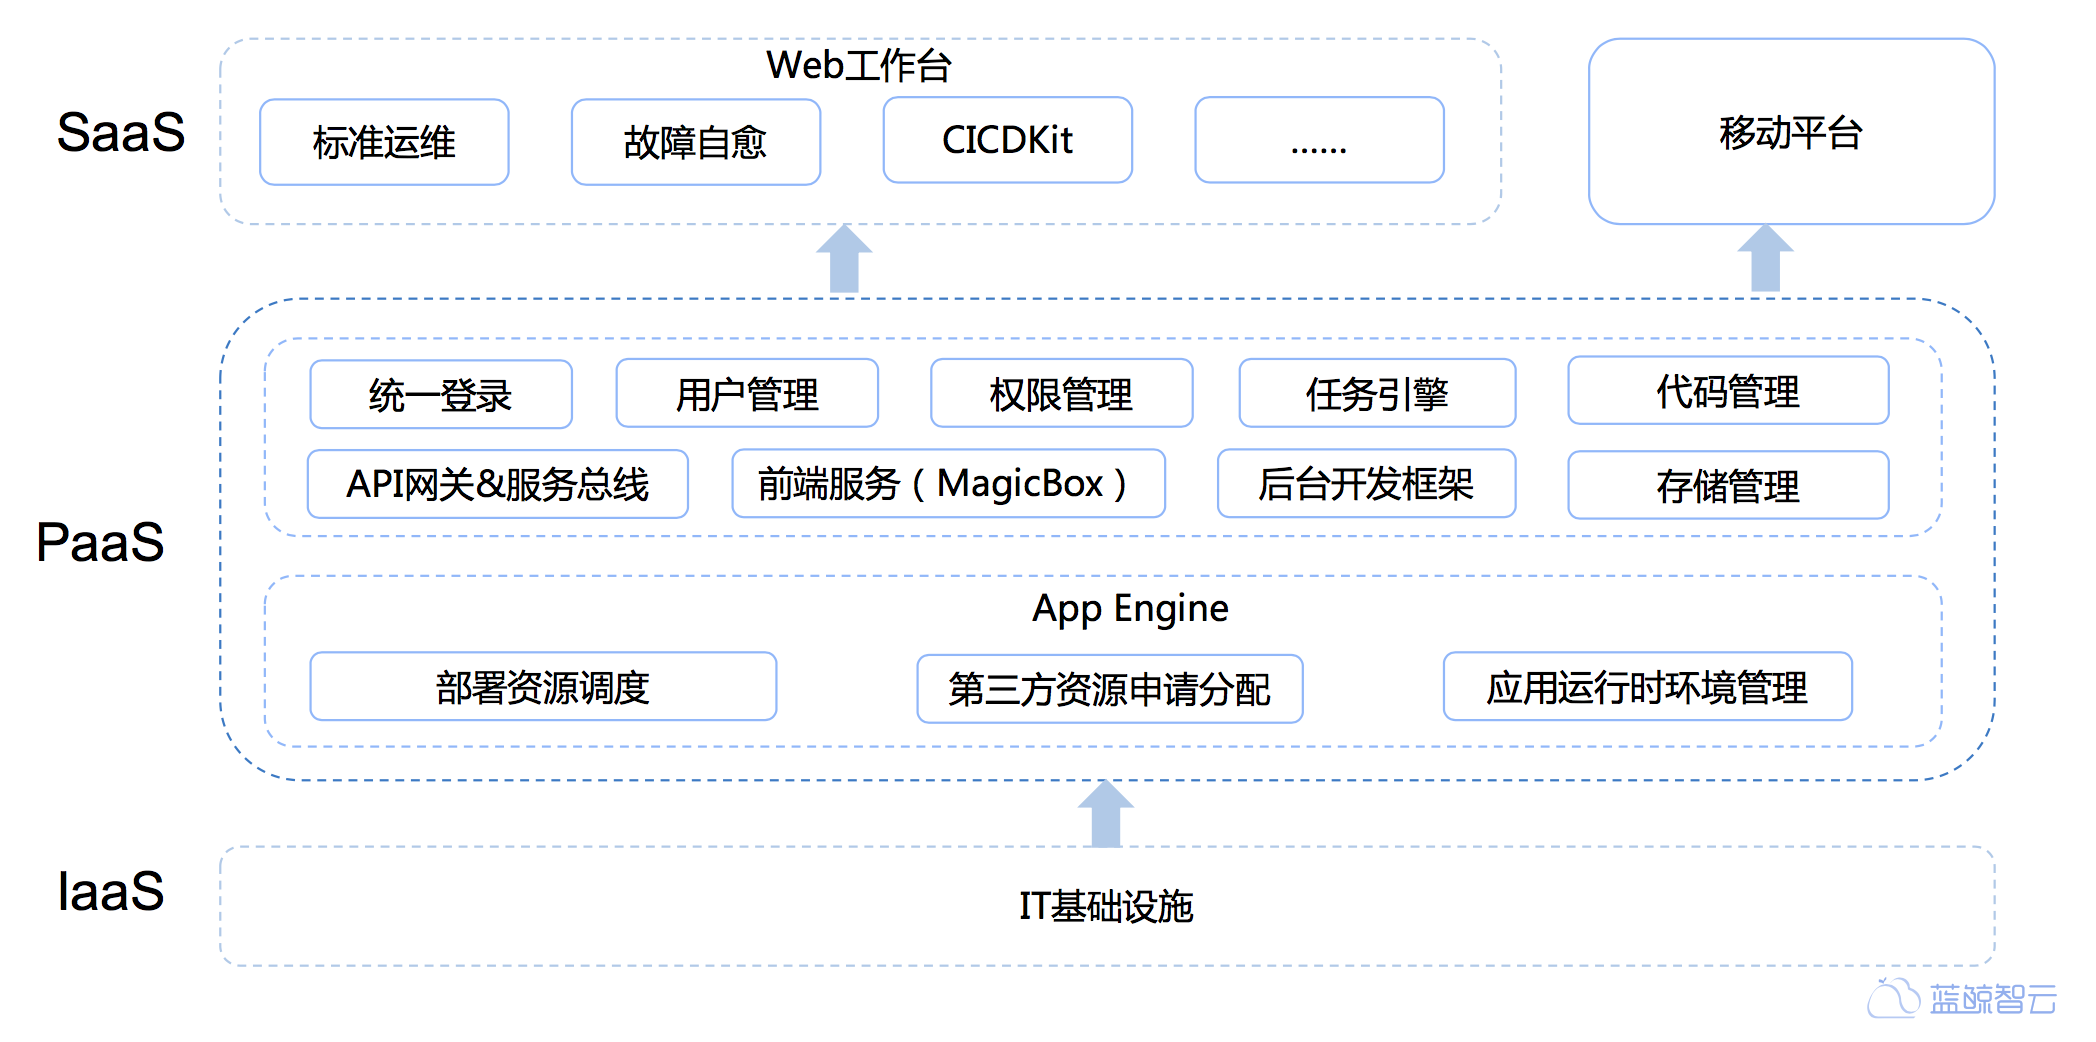 Web工作台
SaaS
标准运维
故障自愈
CICDKit
......
移动平台
PaaS
统一登录
用户管理
权限管理
任务引擎
代码管理
API网关&服务总线
前端服务（MagicBox）
后台开发框架
存储管理
App Engine
部署资源调度
第三方资源申请分配
应用运行时环境管理
IaaS
IT基础设施
蓝鲸智云